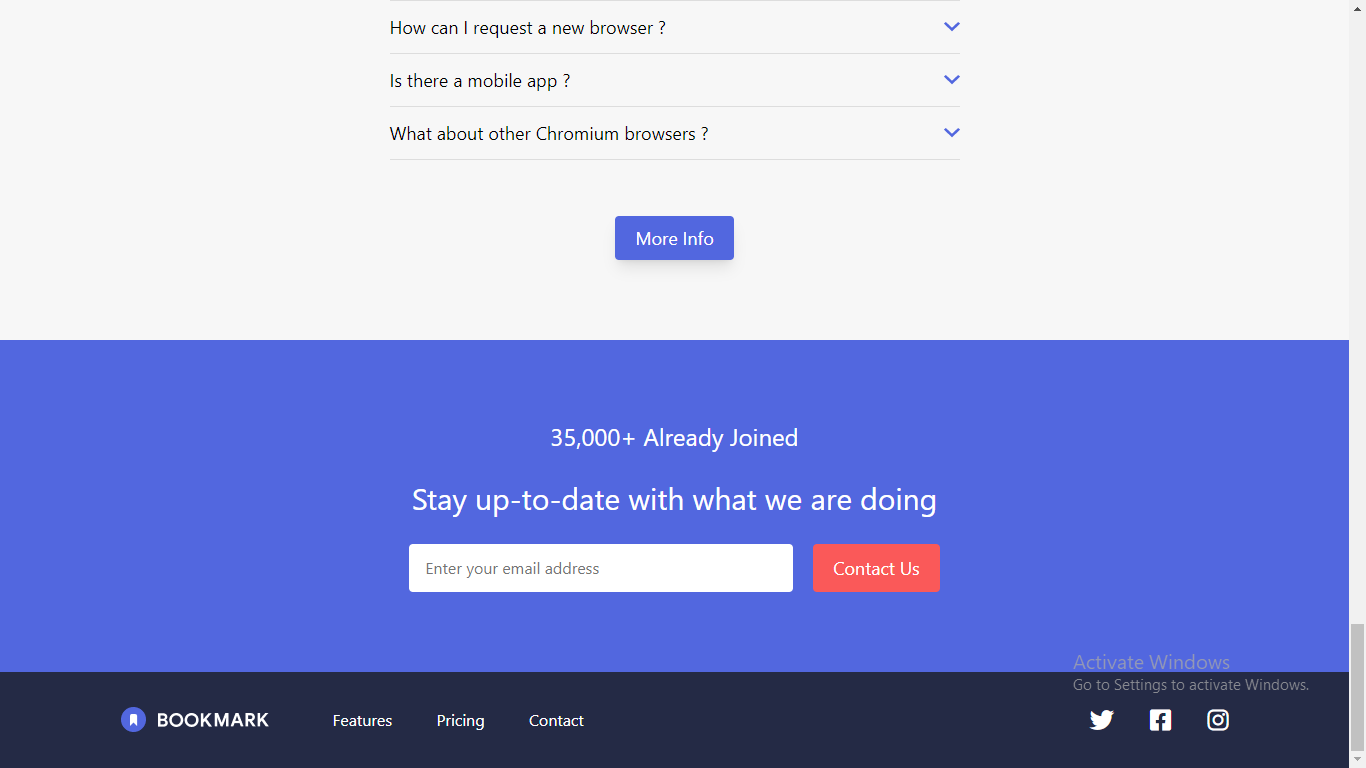 How can I request a new browser ?
Is there a mobile app ?
What about other Chromium browsers ?
More Info
35,000+ Already Joined
Stay up-to-date with what we are doing
Enter your email address
Contact Us
Activate Windows
Go to Settings to activate Windows.
BOOKMARK
Features
Pricing
Contact